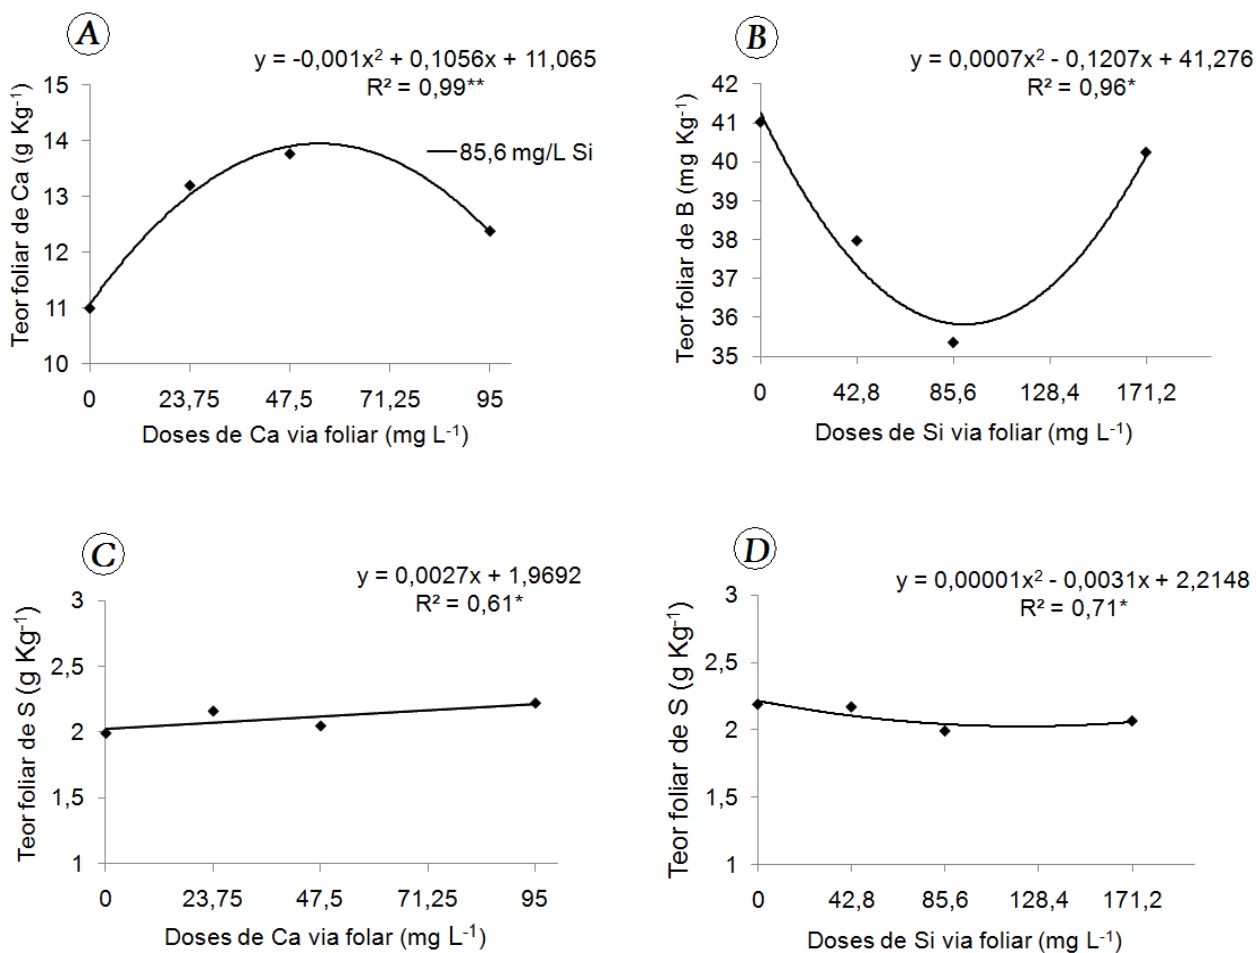 A
y = -0,001x² + 0,1056x + 11,065
R² = 0,99**
Teor foliar de Ca (g Kg⁻¹)
15
14
13
12
11
10
85,6 mg/L Si
0 23,75 47,5 71,25 95
Doses de Ca via foliar (mg L⁻¹)
B
y = 0,0007x² - 0,1207x + 41,276
R² = 0,96*
Teor foliar de B (mg Kg⁻¹)
42
41
40
39
38
37
36
35
0 42,8 85,6 128,4 171,2
Doses de Si via foliar (mg L⁻¹)
C
y = 0,0027x + 1,9692
R² = 0,61*
Teor foliar de S (g Kg⁻¹)
3
2,5
2
1,5
1
0 23,75 47,5 71,25 95
Doses de Ca via folar (mg L⁻¹)
D
y = 0,00001x² - 0,0031x + 2,2148
R² = 0,71*
Teor foliar de S (g Kg⁻¹)
3
2,5
2
1,5
1
0 42,8 85,6 128,4 171,2
Doses de Si via foliar (mg L⁻¹)